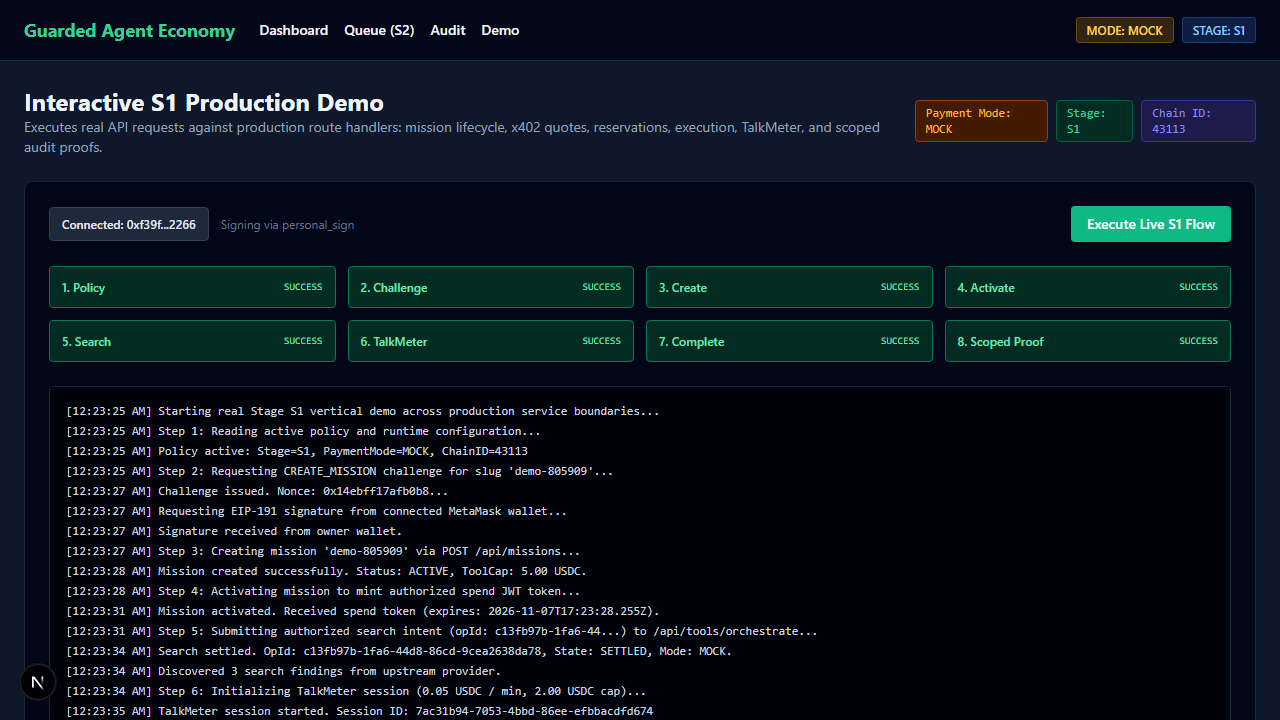 Guarded Agent Economy Dashboard Queue (S2) Audit Demo MODE: MOCK STAGE: S1
Interactive S1 Production Demo
Executes real API requests against production route handlers: mission lifecycle, x402 quotes, reservations, execution, TalkMeter, and scoped
audit proofs.
Payment Mode:
MOCK
Stage:
S1
Chain ID:
43113
Connected: 0xf39f...2266 Signing via personal_sign Execute Live S1 Flow
1. Policy SUCCESS 2. Challenge SUCCESS 3. Create SUCCESS 4. Activate SUCCESS
5. Search SUCCESS 6. TalkMeter SUCCESS 7. Complete SUCCESS 8. Scoped Proof SUCCESS
[12:23:25 AM] Starting real Stage S1 vertical demo across production service boundaries...
[12:23:25 AM] Step 1: Reading active policy and runtime configuration...
[12:23:25 AM] Policy active: Stage=S1, PaymentMode=MOCK, ChainID=43113
[12:23:25 AM] Step 2: Requesting CREATE_MISSION challenge for slug 'demo-805909'...
[12:23:27 AM] Challenge issued. Nonce: 0x14ebff17afb0b8...
[12:23:27 AM] Requesting EIP-191 signature from connected MetaMask wallet...
[12:23:27 AM] Signature received from owner wallet.
[12:23:27 AM] Step 3: Creating mission 'demo-805909' via POST /api/missions...
[12:23:28 AM] Mission created successfully. Status: ACTIVE, ToolCap: 5.00 USDC.
[12:23:28 AM] Step 4: Activating mission to mint authorized spend JWT token...
[12:23:31 AM] Mission activated. Received spend token (expires: 2026-11-07T17:23:28.255Z).
[12:23:31 AM] Step 5: Submitting authorized search intent (opId: c13fb97b-1fa6-44...) to /api/tools/orchestrate...
[12:23:34 AM] Search settled. OpId: c13fb97b-1fa6-44d8-86cd-9cea2638da78, State: SETTLED, Mode: MOCK.
[12:23:34 AM] Discovered 3 search findings from upstream provider.
[12:23:34 AM] Step 6: Initializing TalkMeter session (0.05 USDC / min, 2.00 USDC cap)...
[12:23:35 AM] TalkMeter session started. Session ID: 7ac31b94-7053-4bbd-86ee-efbbacdfd674
N